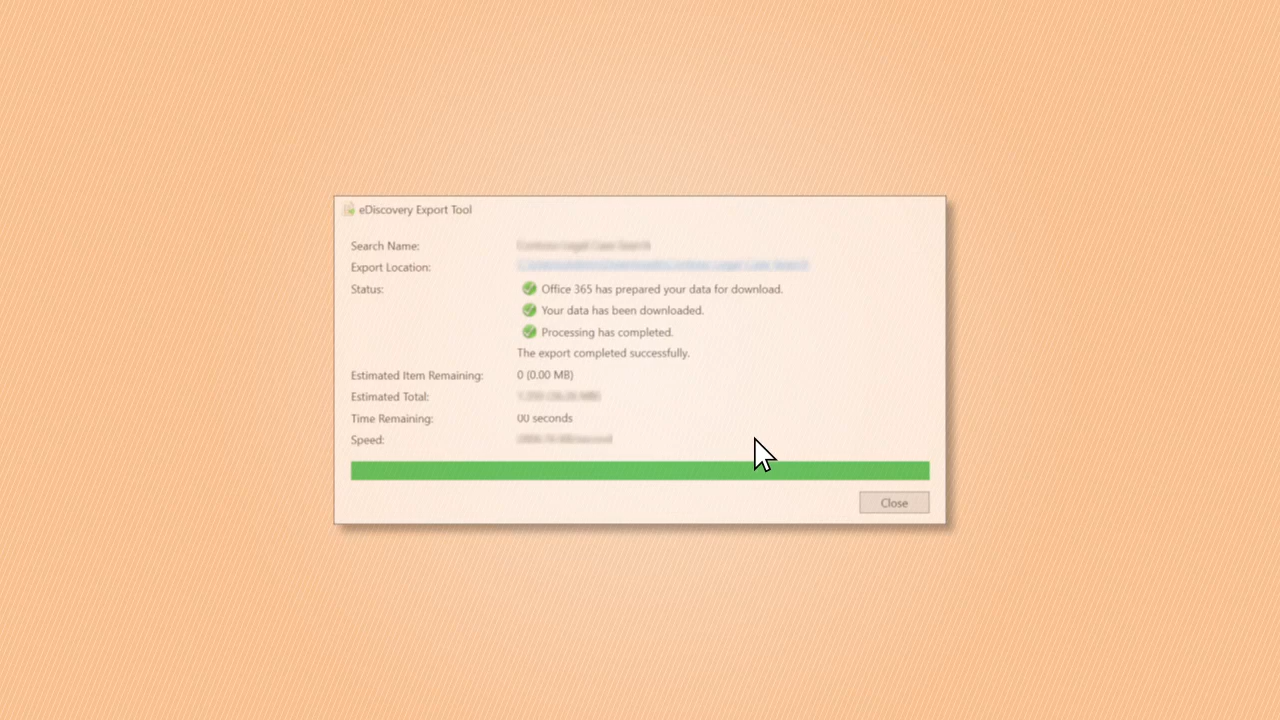 eDiscovery Export Tool
Search Name:
Export Location:
Status: Office 365 has prepared your data for download.
Your data has been downloaded.
Processing has completed.
The export completed successfully.
Estimated Item Remaining: 0 (0.00 MB)
Estimated Total:
Time Remaining: 00 seconds
Speed:
Close